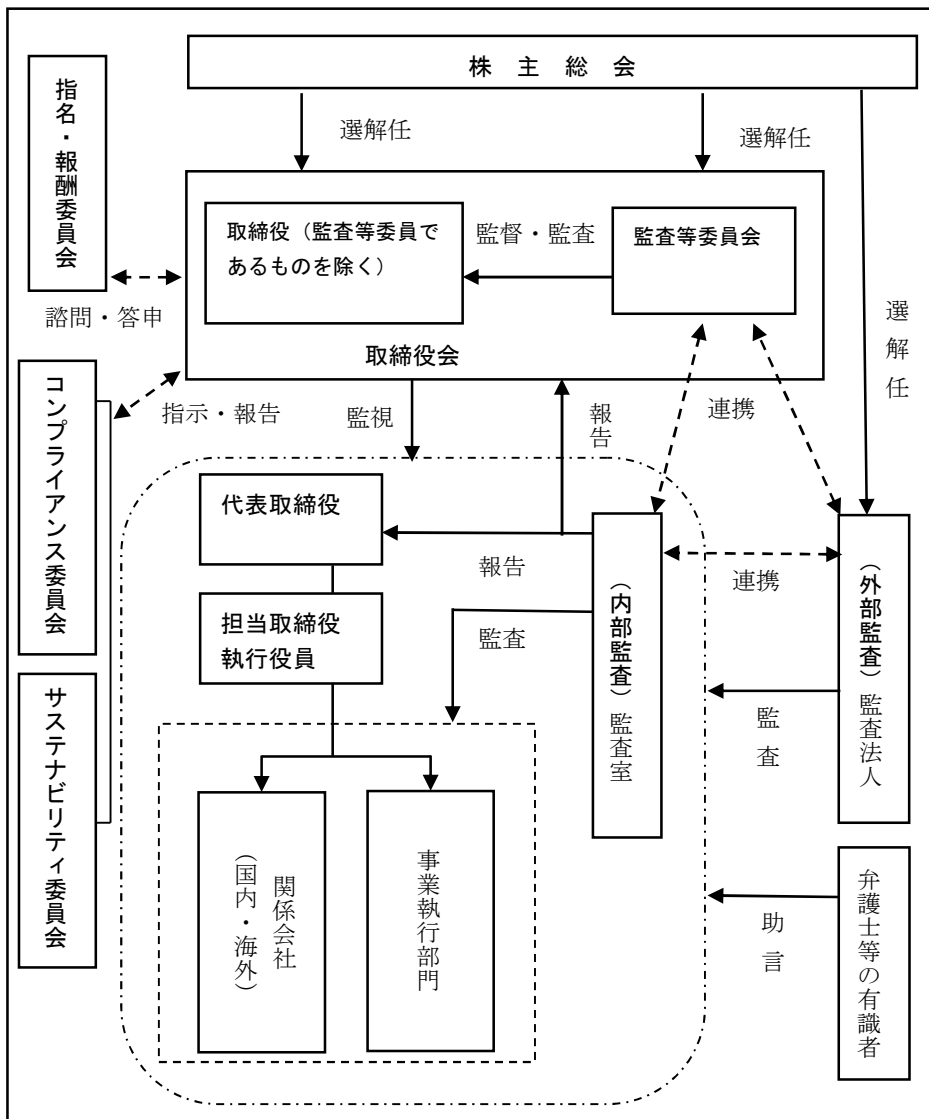 株 主 総 会
指名・報酬委員会
選解任
選解任
取締役（監査等委員で
あるものを除く）
監督・監査
監査等委員会
諮問・答申
選解任
取締役会
コンプライアンス委員会
指示・報告
監視
報告
連携
代表取締役
報告
連携
担当取締役
執行役員
監査
（内部監査）監査室
（外部監査）監査法人
監査
サステナビリティ委員会
関係会社
（国内・海外）
事業執行部門
助言
弁護士等の有識者